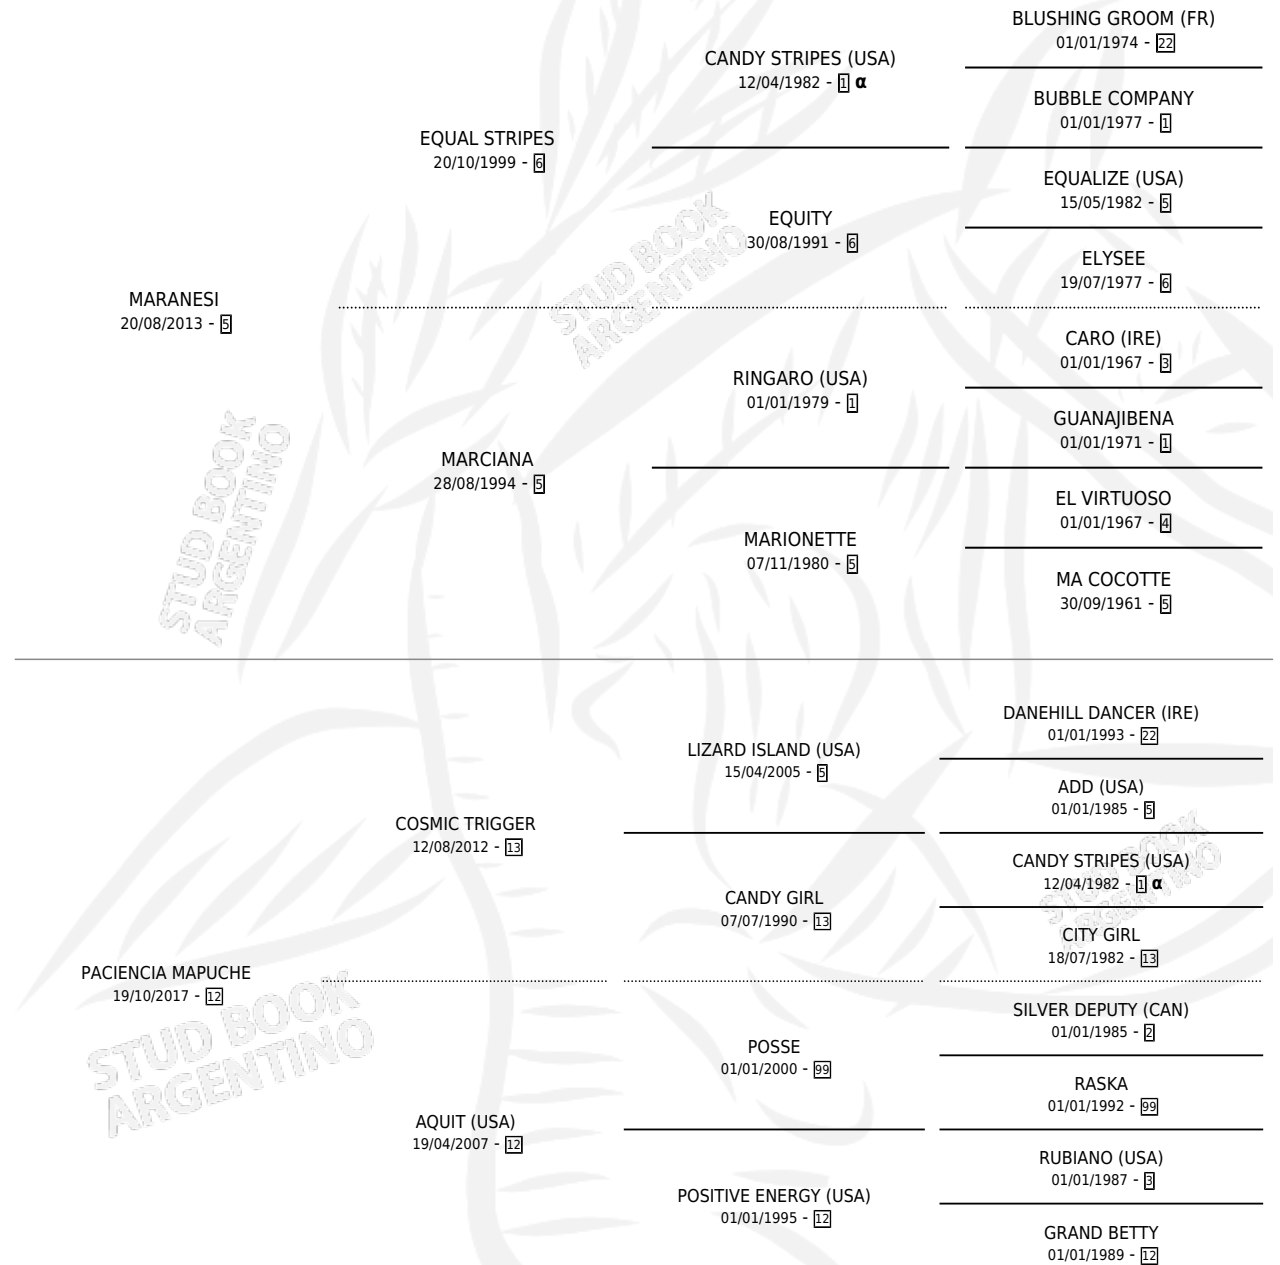 BLUSHING GROOM (FR)
01/01/1974 - 22
CANDY STRIPES (USA)
12/04/1982 - 1 α
BUBBLE COMPANY
01/01/1977 - 1
EQUAL STRIPES
20/10/1999 - 6
EQUALIZE (USA)
15/05/1982 - 5
EQUITY
30/08/1991 - 6
ELYSEE
19/07/1977 - 6
MARANESI
20/08/2013 - 5
CARO (IRE)
01/01/1967 - 3
RINGARO (USA)
01/01/1979 - 1
GUANAJIBENA
01/01/1971 - 1
MARCIANA
28/08/1994 - 5
EL VIRTUOSO
01/01/1967 - 4
MARIONETTE
07/11/1980 - 5
MA COCOTTE
30/09/1961 - 5
DANEHILL DANCER (IRE)
01/01/1993 - 22
LIZARD ISLAND (USA)
15/04/2005 - 5
ADD (USA)
01/01/1985 - 5
COSMIC TRIGGER
12/08/2012 - 13
CANDY STRIPES (USA)
12/04/1982 - 1 α
CANDY GIRL
07/07/1990 - 13
CITY GIRL
18/07/1982 - 13
PACIENCIA MAPUCHE
19/10/2017 - 12
SILVER DEPUTY (CAN)
01/01/1985 - 2
POSSE
01/01/2000 - 99
RASKA
01/01/1992 - 99
AQUIT (USA)
19/04/2007 - 12
RUBIANO (USA)
01/01/1987 - 3
POSITIVE ENERGY (USA)
01/01/1995 - 12
GRAND BETTY
01/01/1989 - 12
STUD BOOK
ARGENTINO
STUD BOOK
ARGENTINO
STUD BOOK
ARGENTINO
STUD BOOK
ARGENTINO